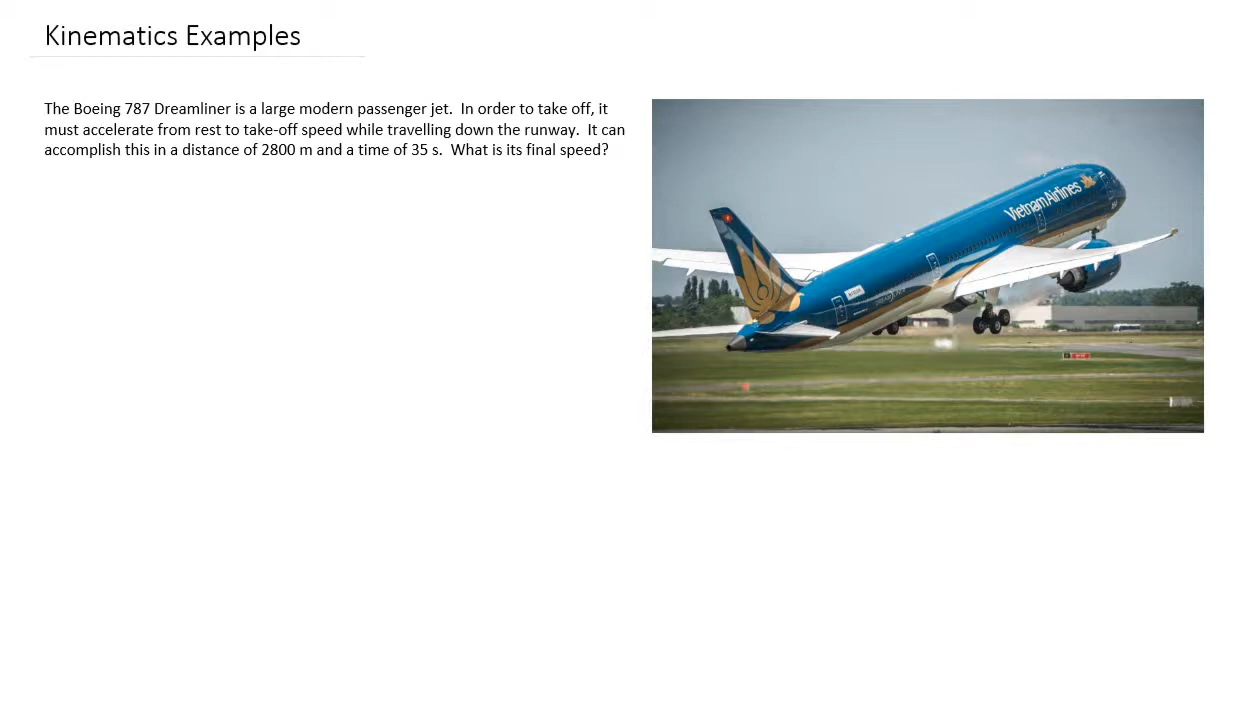 Kinematics Examples
The Boeing 787 Dreamliner is a large modern passenger jet.  In order to take off, it
must accelerate from rest to take-off speed while travelling down the runway.  It can
accomplish this in a distance of 2800 m and a time of 35 s.  What is its final speed?
Vietnam Airlines